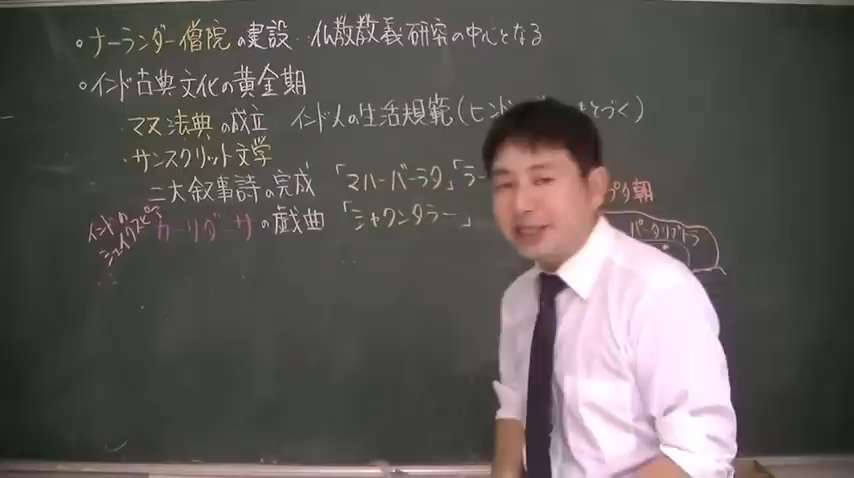 ・ナーランダー僧院の建設‥仏教教義研究の中心となる
・インド古典文化の黄金期
・マヌ法典の成立 インド人の生活規範(ヒンド づく)
・サンスクリット文学
二大叙事詩の完成「マハーバーラタ」「ラー
インドのシェイクスピア カーリダーサの戯曲「シャクンタラー」
プタ朝
パータリプトラ